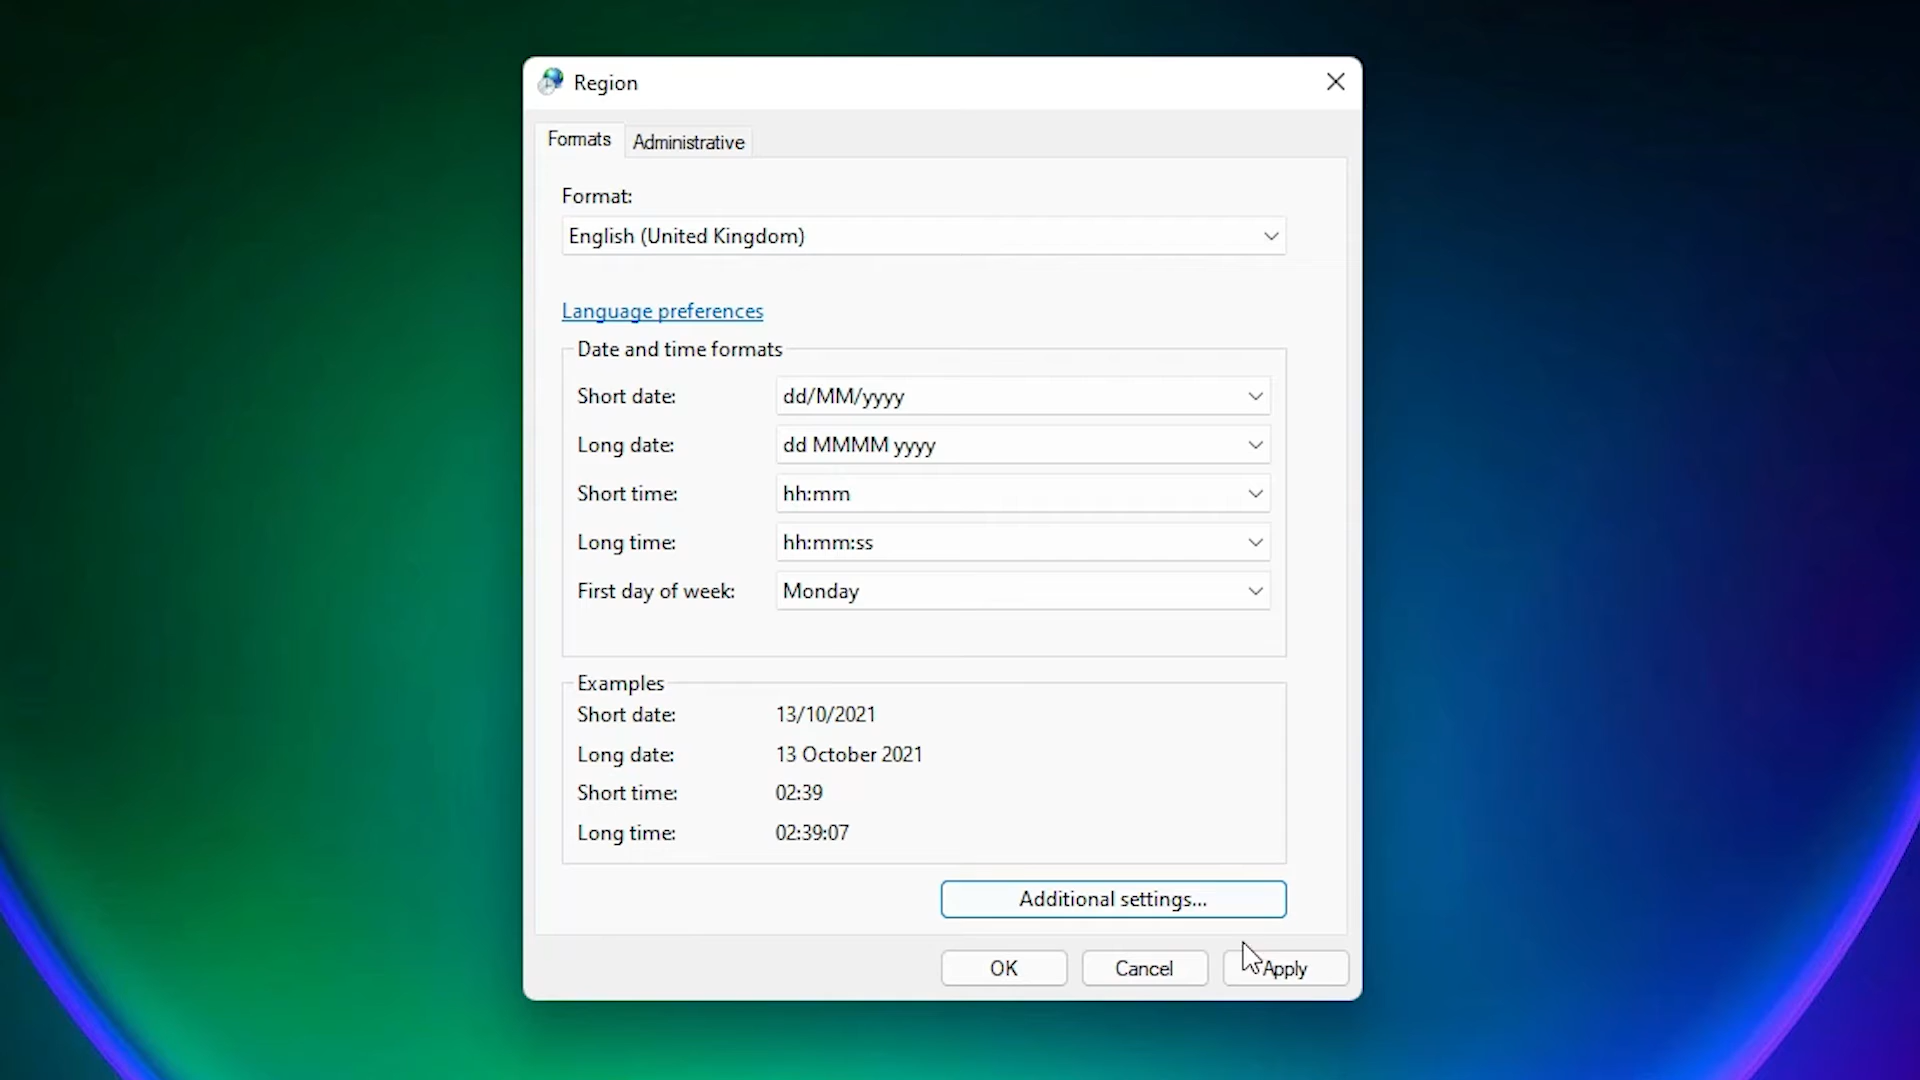 Region
Formats
Administrative
Format:
English (United Kingdom)
Language preferences
Date and time formats
Short date: dd/MM/yyyy
Long date: dd MMMM yyyy
Short time: hh:mm
Long time: hh:mm:ss
First day of week: Monday
Examples
Short date: 13/10/2021
Long date: 13 October 2021
Short time: 02:39
Long time: 02:39:07
Additional settings...
OK
Cancel
Apply